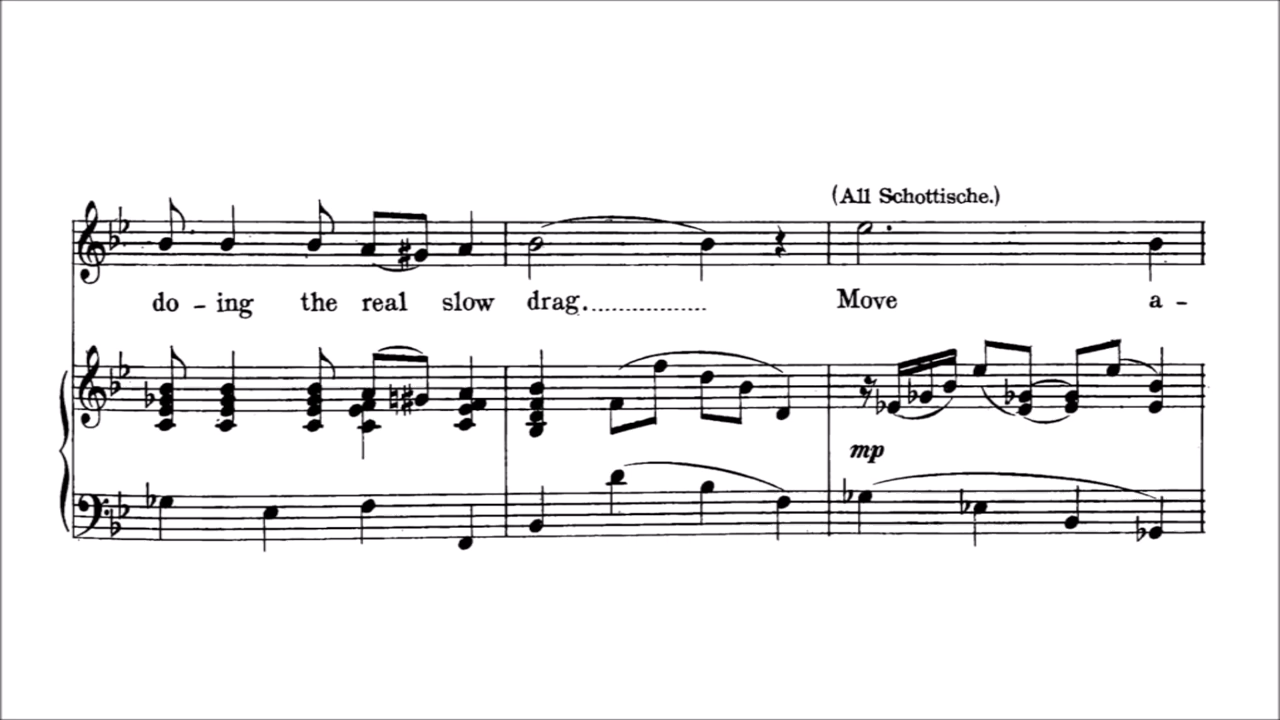 (All Schottische.)
do - ing the real slow drag. Move a -
mp